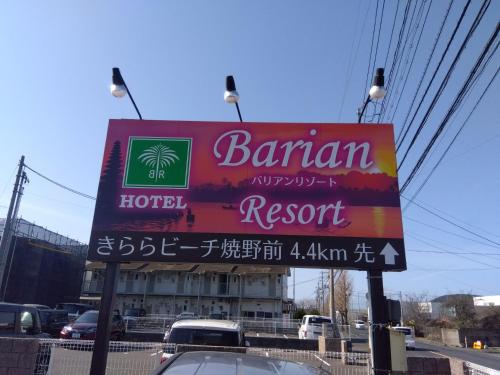 BR
HOTEL
Barian
バリアンリゾート
Resort
きららビーチ焼野前 4.4km 先